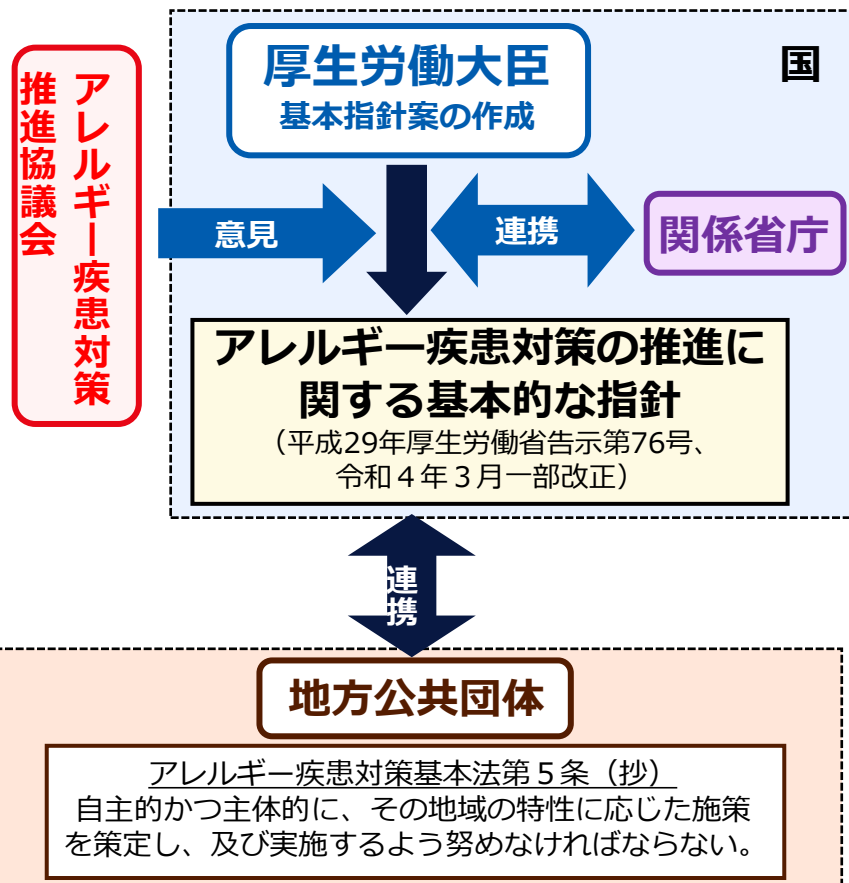 国
厚生労働大臣
基本指針案の作成
アレルギー疾患対策
推進協議会
意見
連携
関係省庁
アレルギー疾患対策の推進に
関する基本的な指針
（平成29年厚生労働省告示第76号、
令和４年３月一部改正）
連
携
地方公共団体
アレルギー疾患対策基本法第５条（抄）
自主的かつ主体的に、その地域の特性に応じた施策
を策定し、及び実施するよう努めなければならない。